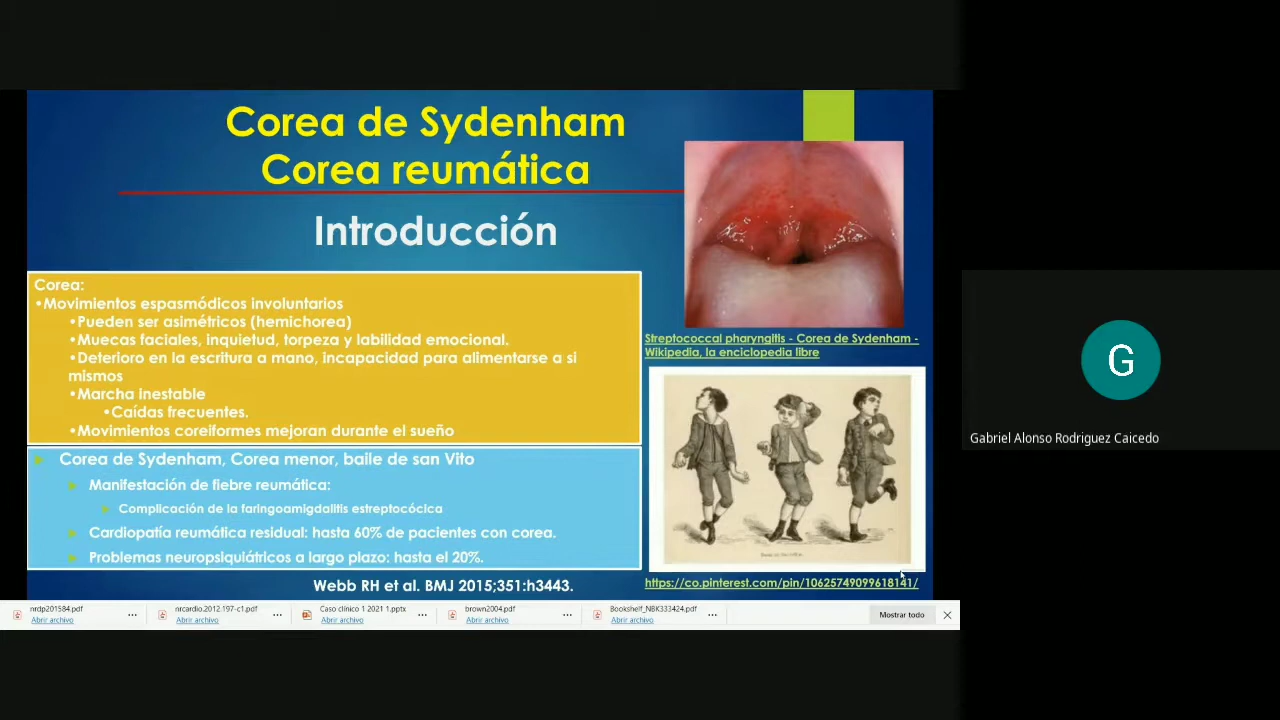 Corea de Sydenham
Corea reumática
Introducción
Corea:
•Movimientos espasmódicos involuntarios
•Pueden ser asimétricos (hemichorea)
•Muecas faciales, inquietud, torpeza y labilidad emocional.
•Deterioro en la escritura a mano, incapacidad para alimentarse a si
mismos
•Marcha inestable
•Caídas frecuentes.
•Movimientos coreiformes mejoran durante el sueño
Corea de Sydenham, Corea menor, baile de san Vito
Manifestación de fiebre reumática:
Complicación de la faringoamigdalitis estreptocócica
Cardiopatía reumática residual: hasta 60% de pacientes con corea.
Problemas neuropsiquiátricos a largo plazo: hasta el 20%.
Webb RH et al. BMJ 2015;351:h3443.
Streptococcal pharyngitis - Corea de Sydenham -
Wikipedia, la enciclopedia libre
https://co.pinterest.com/pin/10625749099618141/
G
Gabriel Alonso Rodriguez Caicedo
nrdp201584.pdf
Abrir archivo
nrcardio.2012.197-c1.pdf
Abrir archivo
Caso clínico 1 2021 1.pptx
Abrir archivo
brown2004.pdf
Abrir archivo
Bookshelf_NBK333424.pdf
Abrir archivo
Mostrar todo